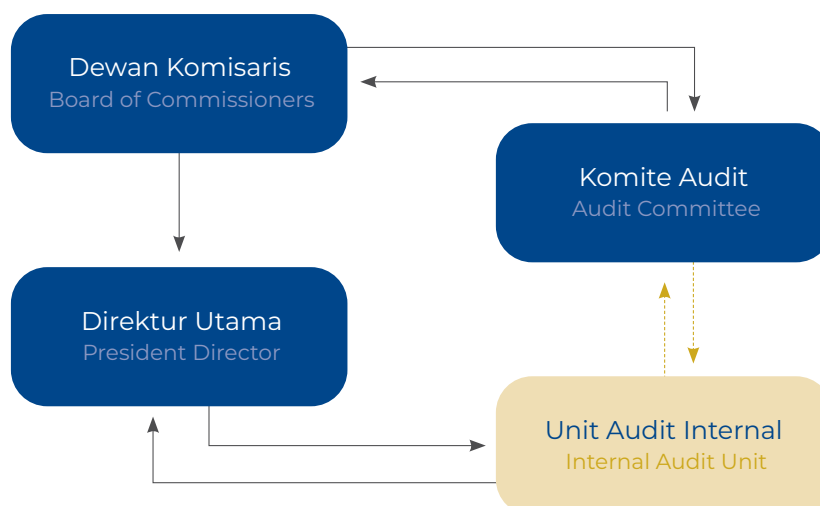 Dewan Komisaris
Board of Commissioners
Komite Audit
Audit Committee
Direktur Utama
President Director
Unit Audit Internal
Internal Audit Unit